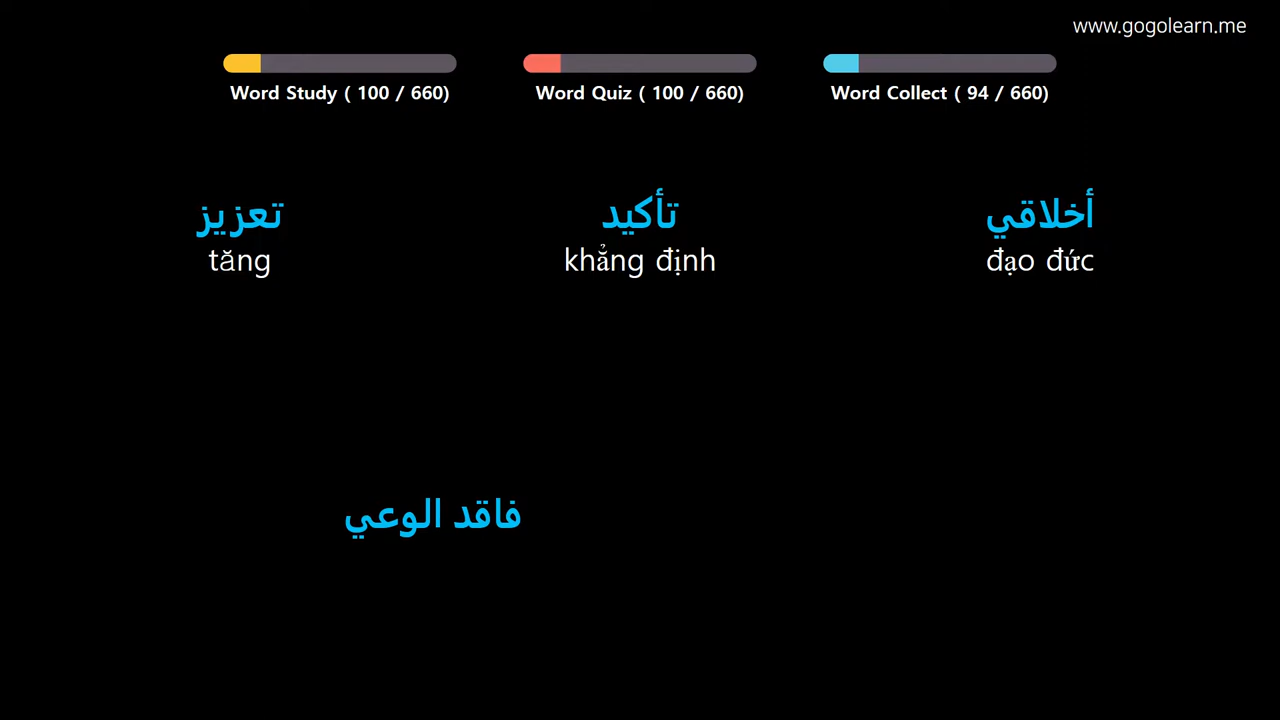 www.gogolearn.me
Word Study ( 100 / 660)
Word Quiz ( 100 / 660)
Word Collect ( 94 / 660)
تعزيز
tăng
تأكيد
khẳng định
أخلاقي
đạo đức
فاقد الوعي